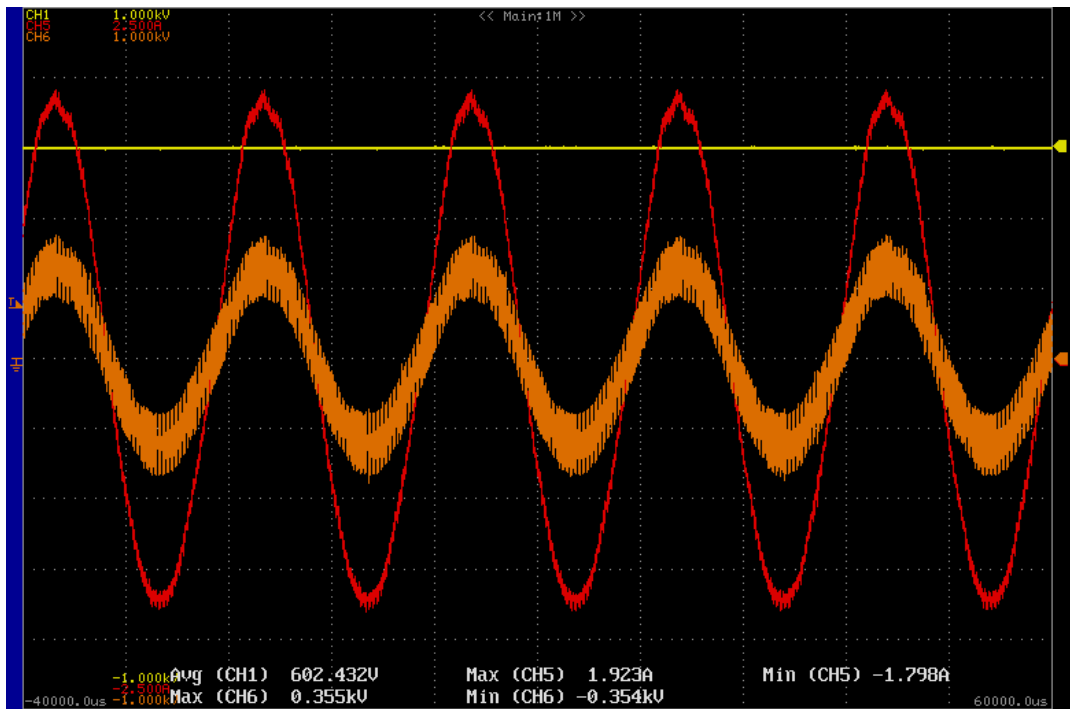 CH1 1.000kV << Main:1M >>
CH5 2.500A
CH6 1.000kV
T
-1.000kV Avg (CH1) 602.432V Max (CH5) 1.923A Min (CH5) -1.798A
-2.500A
-1.000kV Max (CH6) 0.355kV Min (CH6) -0.354kV
-40000.0us 60000.0us